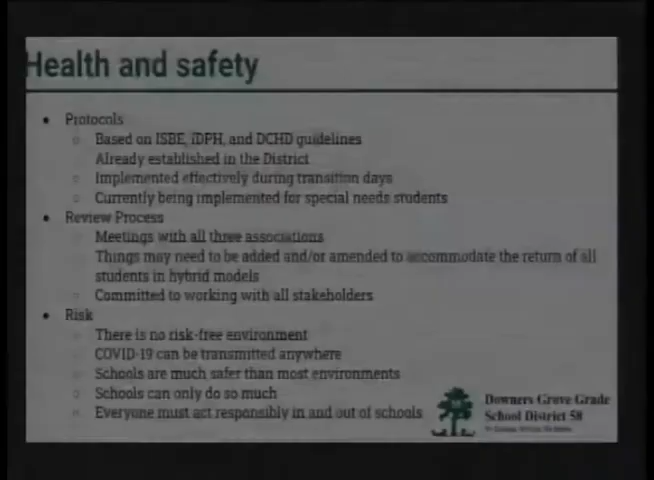 Health and safety
• Protocols
○ Based on ISBE, IDPH, and DCHD guidelines
Already established in the District
○ Implemented effectively during transition days
○ Currently being implemented for special needs students
• Review Process
Meetings with all three associations
Things may need to be added and/or amended to accommodate the return of all
students in hybrid models
○ Committed to working with all stakeholders
• Risk
There is no risk-free environment
COVID-19 can be transmitted anywhere
○ Schools are much safer than most environments
○ Schools can only do so much
○ Everyone must act responsibly in and out of schools
Downers Grove Grade
School District 58